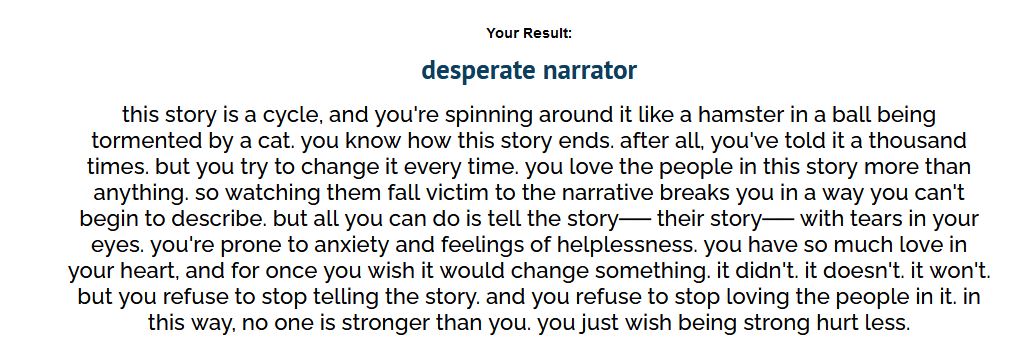 Your Result:
desperate narrator
this story is a cycle, and you're spinning around it like a hamster in a ball being
tormented by a cat. you know how this story ends. after all, you've told it a thousand
times. but you try to change it every time. you love the people in this story more than
anything. so watching them fall victim to the narrative breaks you in a way you can't
begin to describe. but all you can do is tell the story—– their story—– with tears in your
eyes. you're prone to anxiety and feelings of helplessness. you have so much love in
your heart, and for once you wish it would change something. it didn't. it doesn't. it won't.
but you refuse to stop telling the story. and you refuse to stop loving the people in it. in
this way, no one is stronger than you. you just wish being strong hurt less.